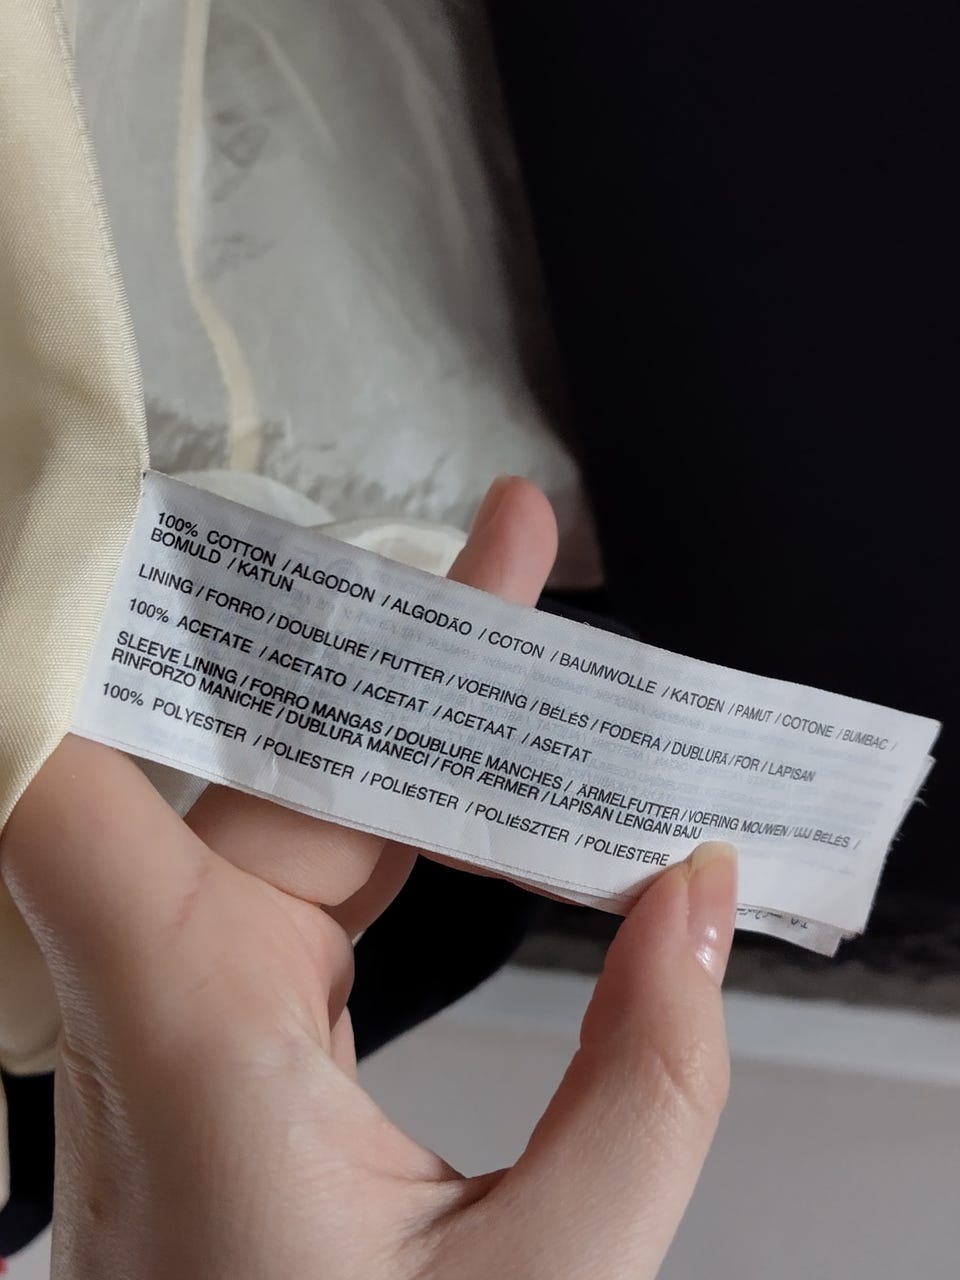 100% COTTON / ALGODON / ALGODÃO / COTON / BAUMWOLLE / KATOEN / PAMUT / COTONE / BUMBAC /
BOMULD / KATUN
LINING / FORRO / DOUBLURE / FUTTER / VOERING / BÉLÉS / FODERA / DUBLURĂ / FOR / LAPISAN
100% ACETATE / ACETATO / ACETAT / ACETAAT / ASETAT
SLEEVE LINING / FORRO MANGAS / DOUBLURE MANCHES / ÄRMELFUTTER / VOERING MOUWEN / UJJ BÉLÉS /
RINFORZO MANICHE / DUBLURĂ MÂNECI / FOR ÆRMER / LAPISAN LENGAN BAJU
100% POLYESTER / POLIESTER / POLIÉSTER / POLIÉSZTER / POLIESTERE